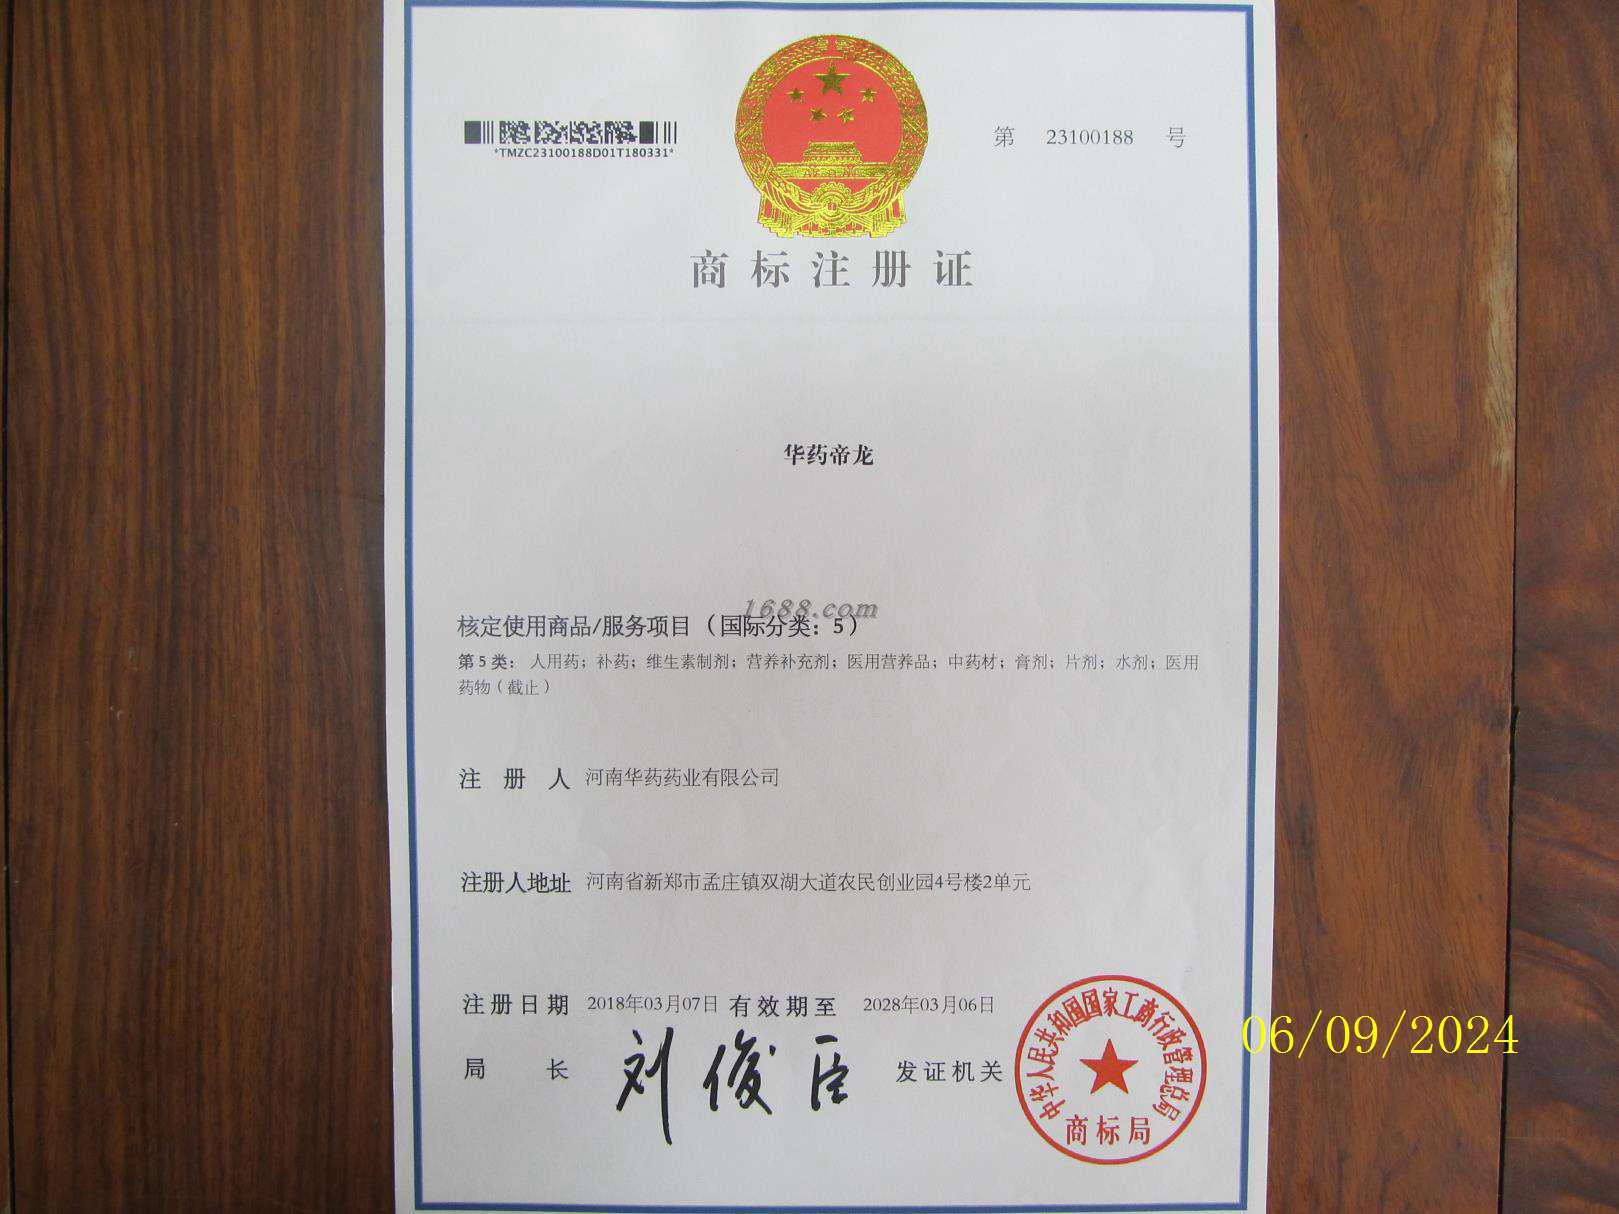 *TMZC23100188D01T180331*
第 23100188 号
商标注册证
华药帝龙
1688.com
核定使用商品/服务项目（国际分类：5）
第5类：人用药；补药；维生素制剂；营养补充剂；医用营养品；中药材；膏剂；片剂；水剂；医用
药物（截止）
注册人 河南华药药业有限公司
注册人地址 河南省新郑市孟庄镇双湖大道农民创业园4号楼2单元
注册日期 2018年03月07日 有效期至 2028年03月06日
局长 刘俊臣 发证机关
中华人民共和国国家工商行政管理总局
商标局
06/09/2024